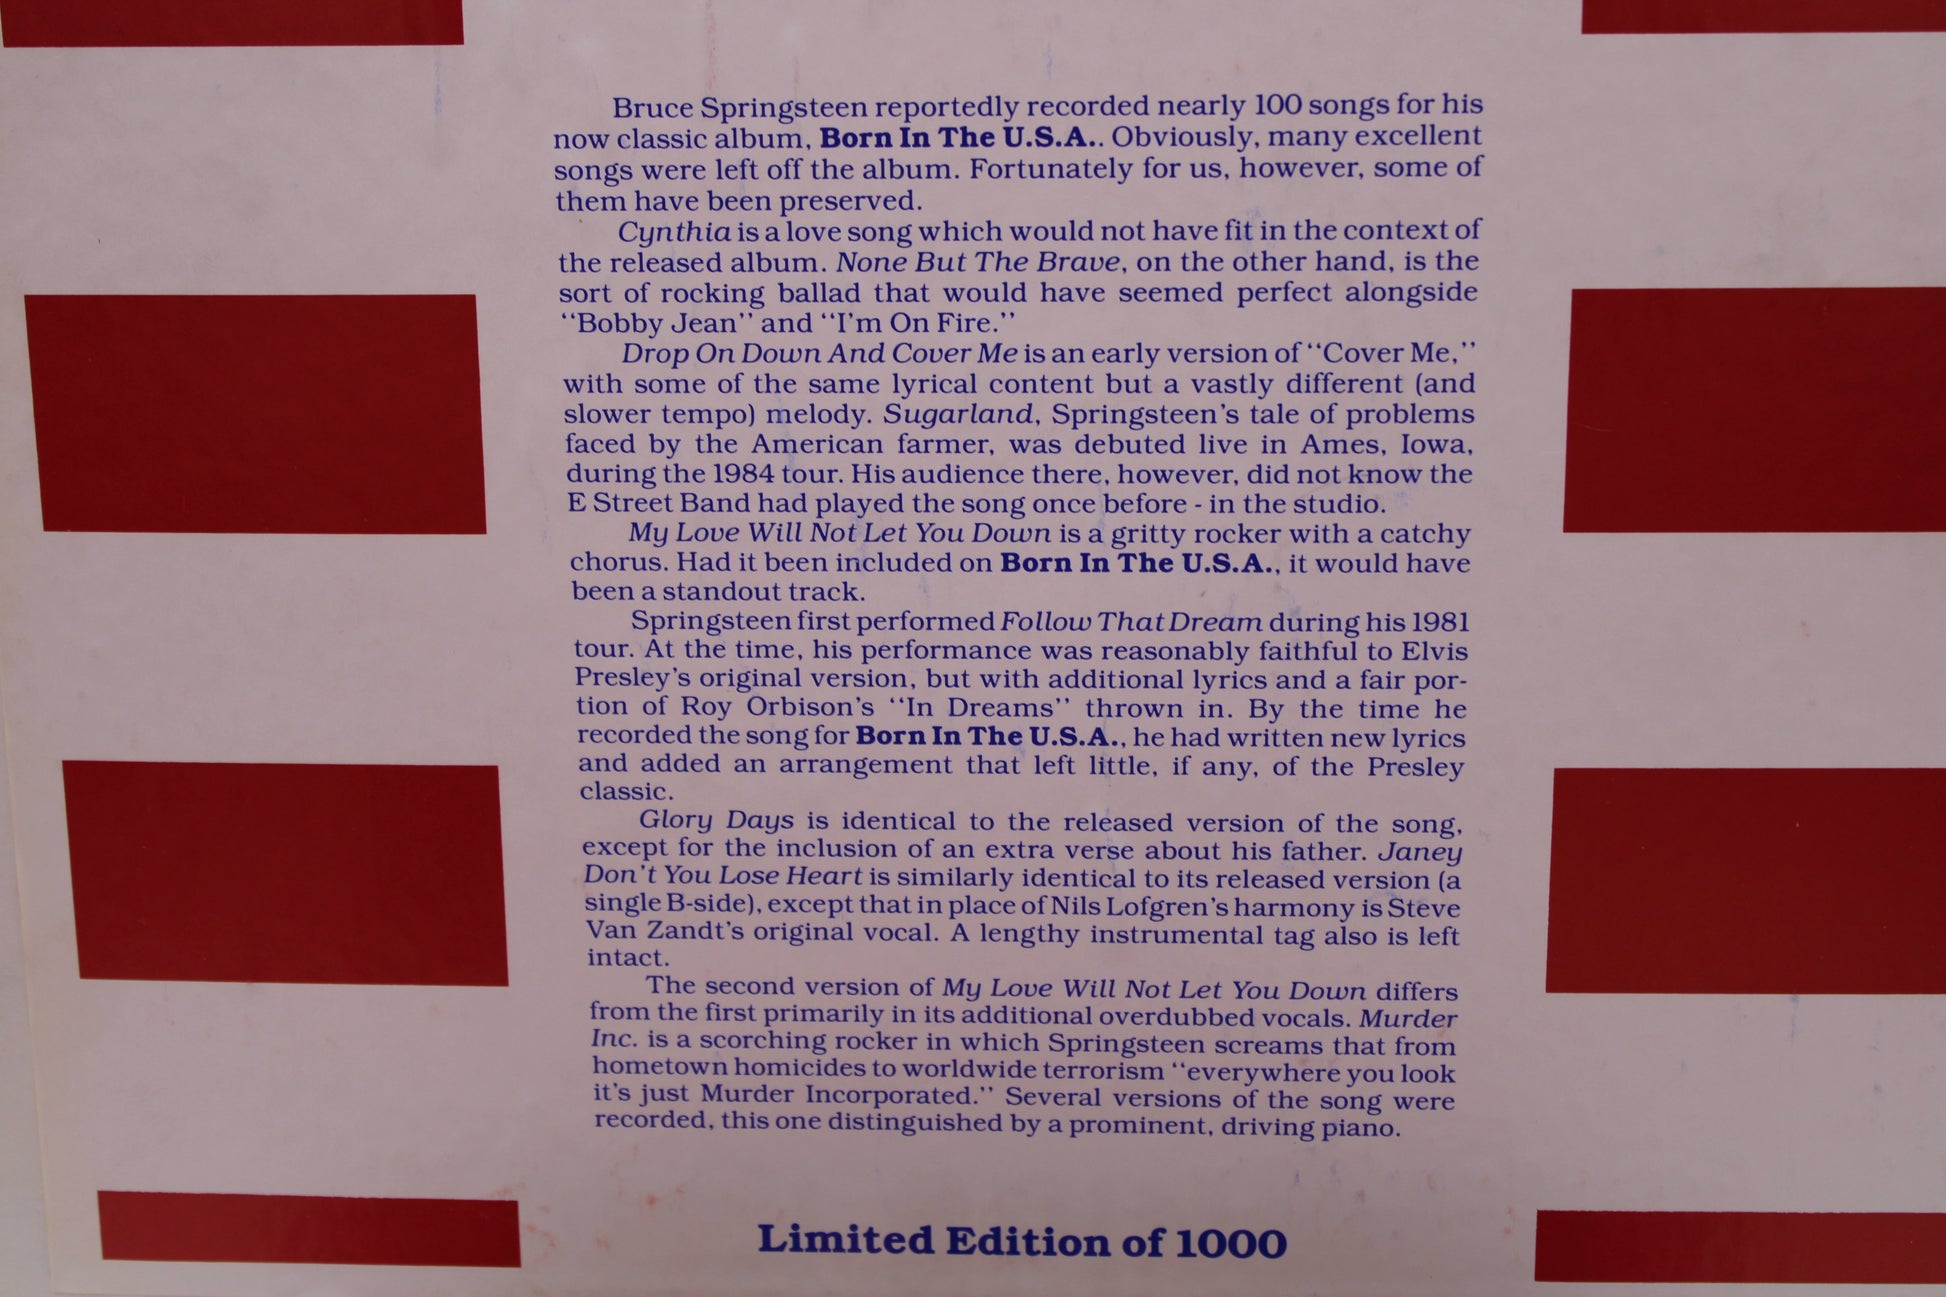 Bruce Springsteen reportedly recorded nearly 100 songs for his
now classic album, Born In The U.S.A.. Obviously, many excellent
songs were left off the album. Fortunately for us, however, some of
them have been preserved.
Cynthia is a love song which would not have fit in the context of
the released album. None But The Brave, on the other hand, is the
sort of rocking ballad that would have seemed perfect alongside
“Bobby Jean” and “I’m On Fire.”
Drop On Down And Cover Me is an early version of “Cover Me,”
with some of the same lyrical content but a vastly different (and
slower tempo) melody. Sugarland, Springsteen’s tale of problems
faced by the American farmer, was debuted live in Ames, Iowa,
during the 1984 tour. His audience there, however, did not know the
E Street Band had played the song once before - in the studio.
My Love Will Not Let You Down is a gritty rocker with a catchy
chorus. Had it been included on Born In The U.S.A., it would have
been a standout track.
Springsteen first performed Follow That Dream during his 1981
tour. At the time, his performance was reasonably faithful to Elvis
Presley’s original version, but with additional lyrics and a fair por-
tion of Roy Orbison’s “In Dreams” thrown in. By the time he
recorded the song for Born In The U.S.A., he had written new lyrics
and added an arrangement that left little, if any, of the Presley
classic.
Glory Days is identical to the released version of the song,
except for the inclusion of an extra verse about his father. Janey
Don’t You Lose Heart is similarly identical to its released version (a
single B-side), except that in place of Nils Lofgren’s harmony is Steve
Van Zandt’s original vocal. A lengthy instrumental tag also is left
intact.
The second version of My Love Will Not Let You Down differs
from the first primarily in its additional overdubbed vocals. Murder
Inc. is a scorching rocker in which Springsteen screams that from
hometown homicides to worldwide terrorism “everywhere you look
it’s just Murder Incorporated.” Several versions of the song were
recorded, this one distinguished by a prominent, driving piano.
Limited Edition of 1000